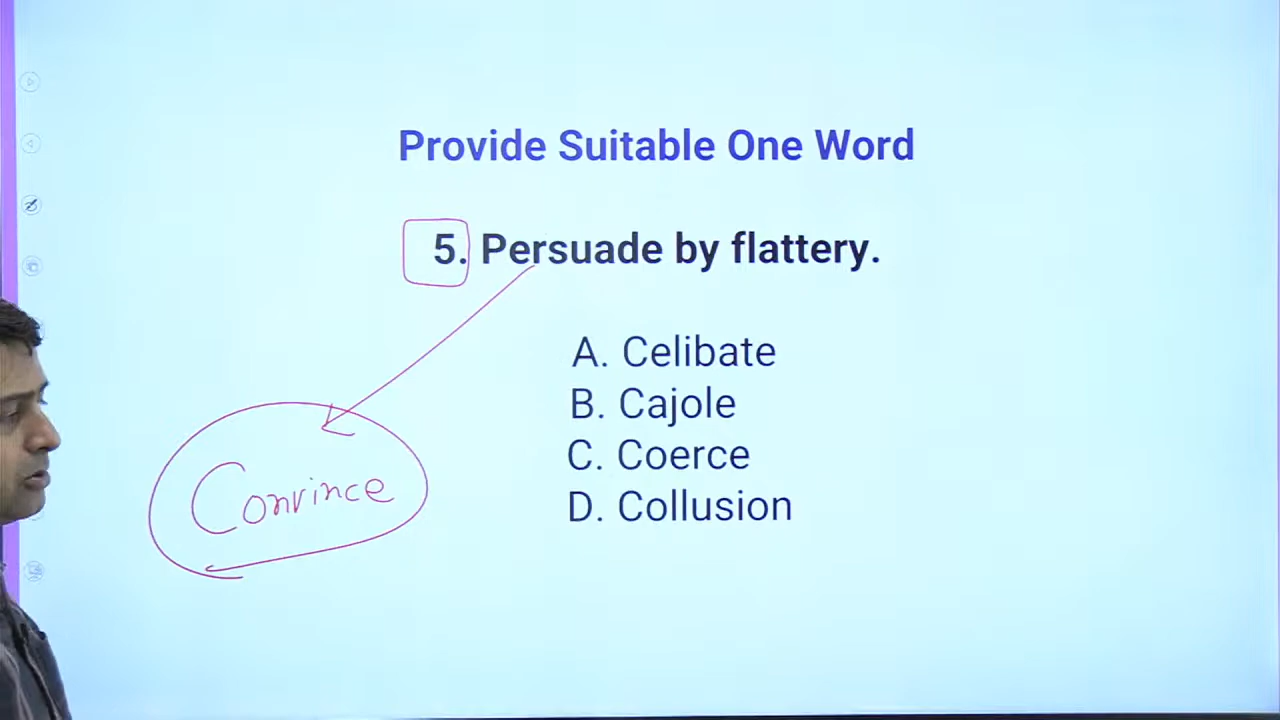 Provide Suitable One Word
5. Persuade by flattery.
A. Celibate
B. Cajole
C. Coerce
D. Collusion
Convince